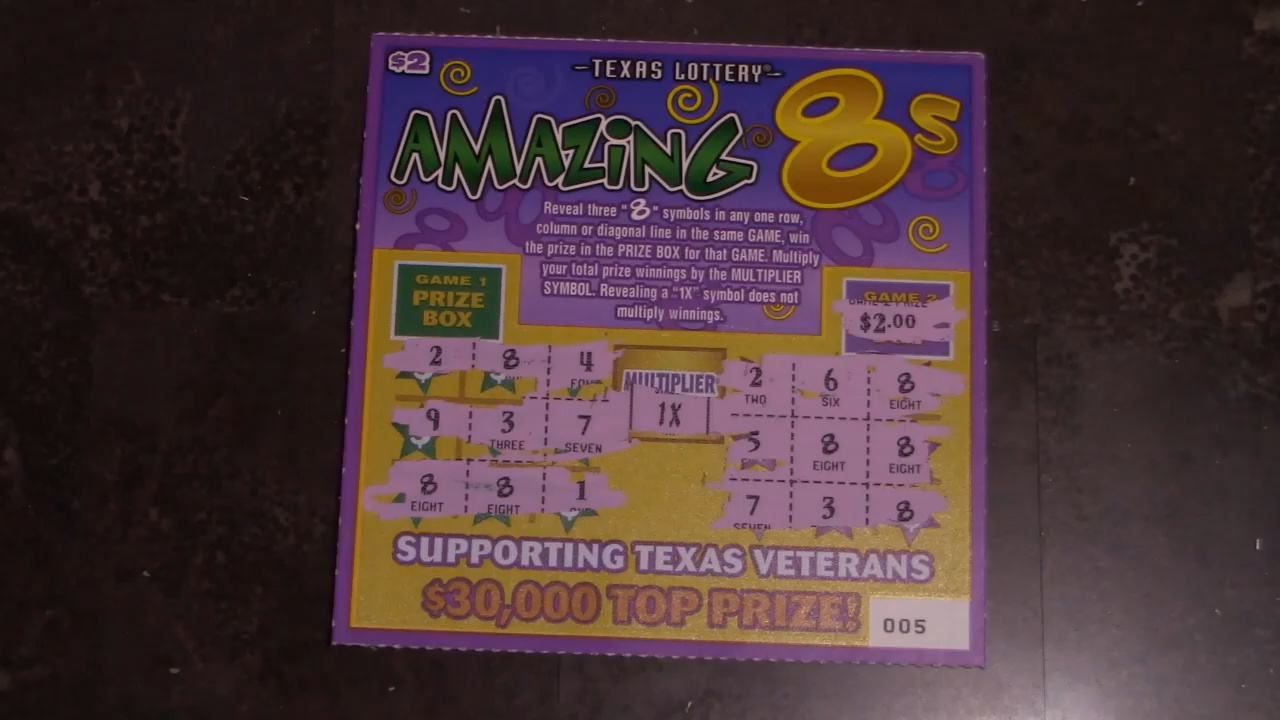 $2
TEXAS LOTTERY
AMAZING 8s
Reveal three "8" symbols in any one row,
column or diagonal line in the same GAME, win
the prize in the PRIZE BOX for that GAME. Multiply
your total prize winnings by the MULTIPLIER
SYMBOL. Revealing a "1X" symbol does not
multiply winnings.
GAME 1
PRIZE
BOX
GAME 2
$2.00
2 8 4
9 3 7
THREE SEVEN
8 8 1
EIGHT EIGHT
MULTIPLIER
1X
2 6 8
TWO SIX EIGHT
5 8 8
EIGHT EIGHT
7 3 8
SEVEN
SUPPORTING TEXAS VETERANS
$30,000 TOP PRIZE!
005